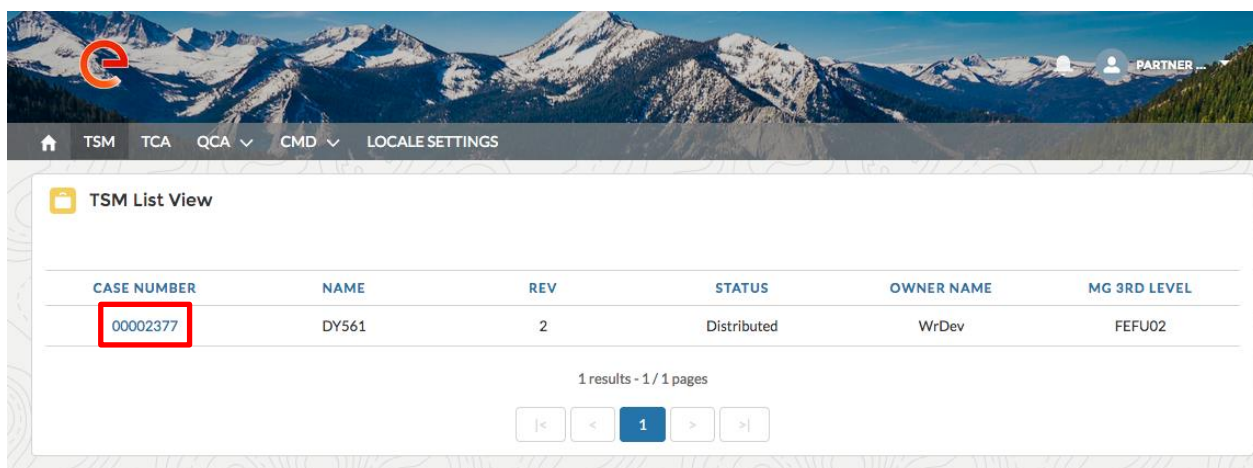 e
PARTNER ...
TSM TCA QCA CMD LOCALE SETTINGS
TSM List View
CASE NUMBER NAME REV STATUS OWNER NAME MG 3RD LEVEL
00002377 DY561 2 Distributed WrDev FEFU02
1 results - 1 / 1 pages
|< < 1 > >|